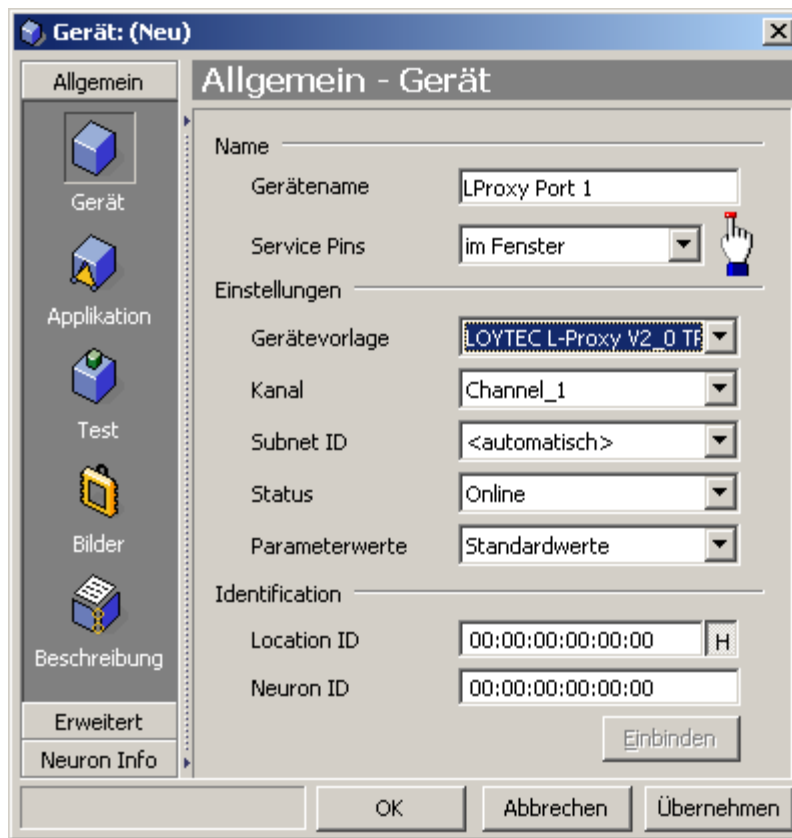 Gerät: (Neu)
Allgemein
Gerät
Applikation
Test
Bilder
Beschreibung
Erweitert
Neuron Info
Allgemein - Gerät
Name
Gerätename
LProxy Port 1
Service Pins
im Fenster
Einstellungen
Gerätevorlage
LOYTEC L-Proxy V2_0 TP
Kanal
Channel_1
Subnet ID
<automatisch>
Status
Online
Parameterwerte
Standardwerte
Identification
Location ID
00:00:00:00:00:00
H
Neuron ID
00:00:00:00:00:00
Einbinden
OK
Abbrechen
Übernehmen